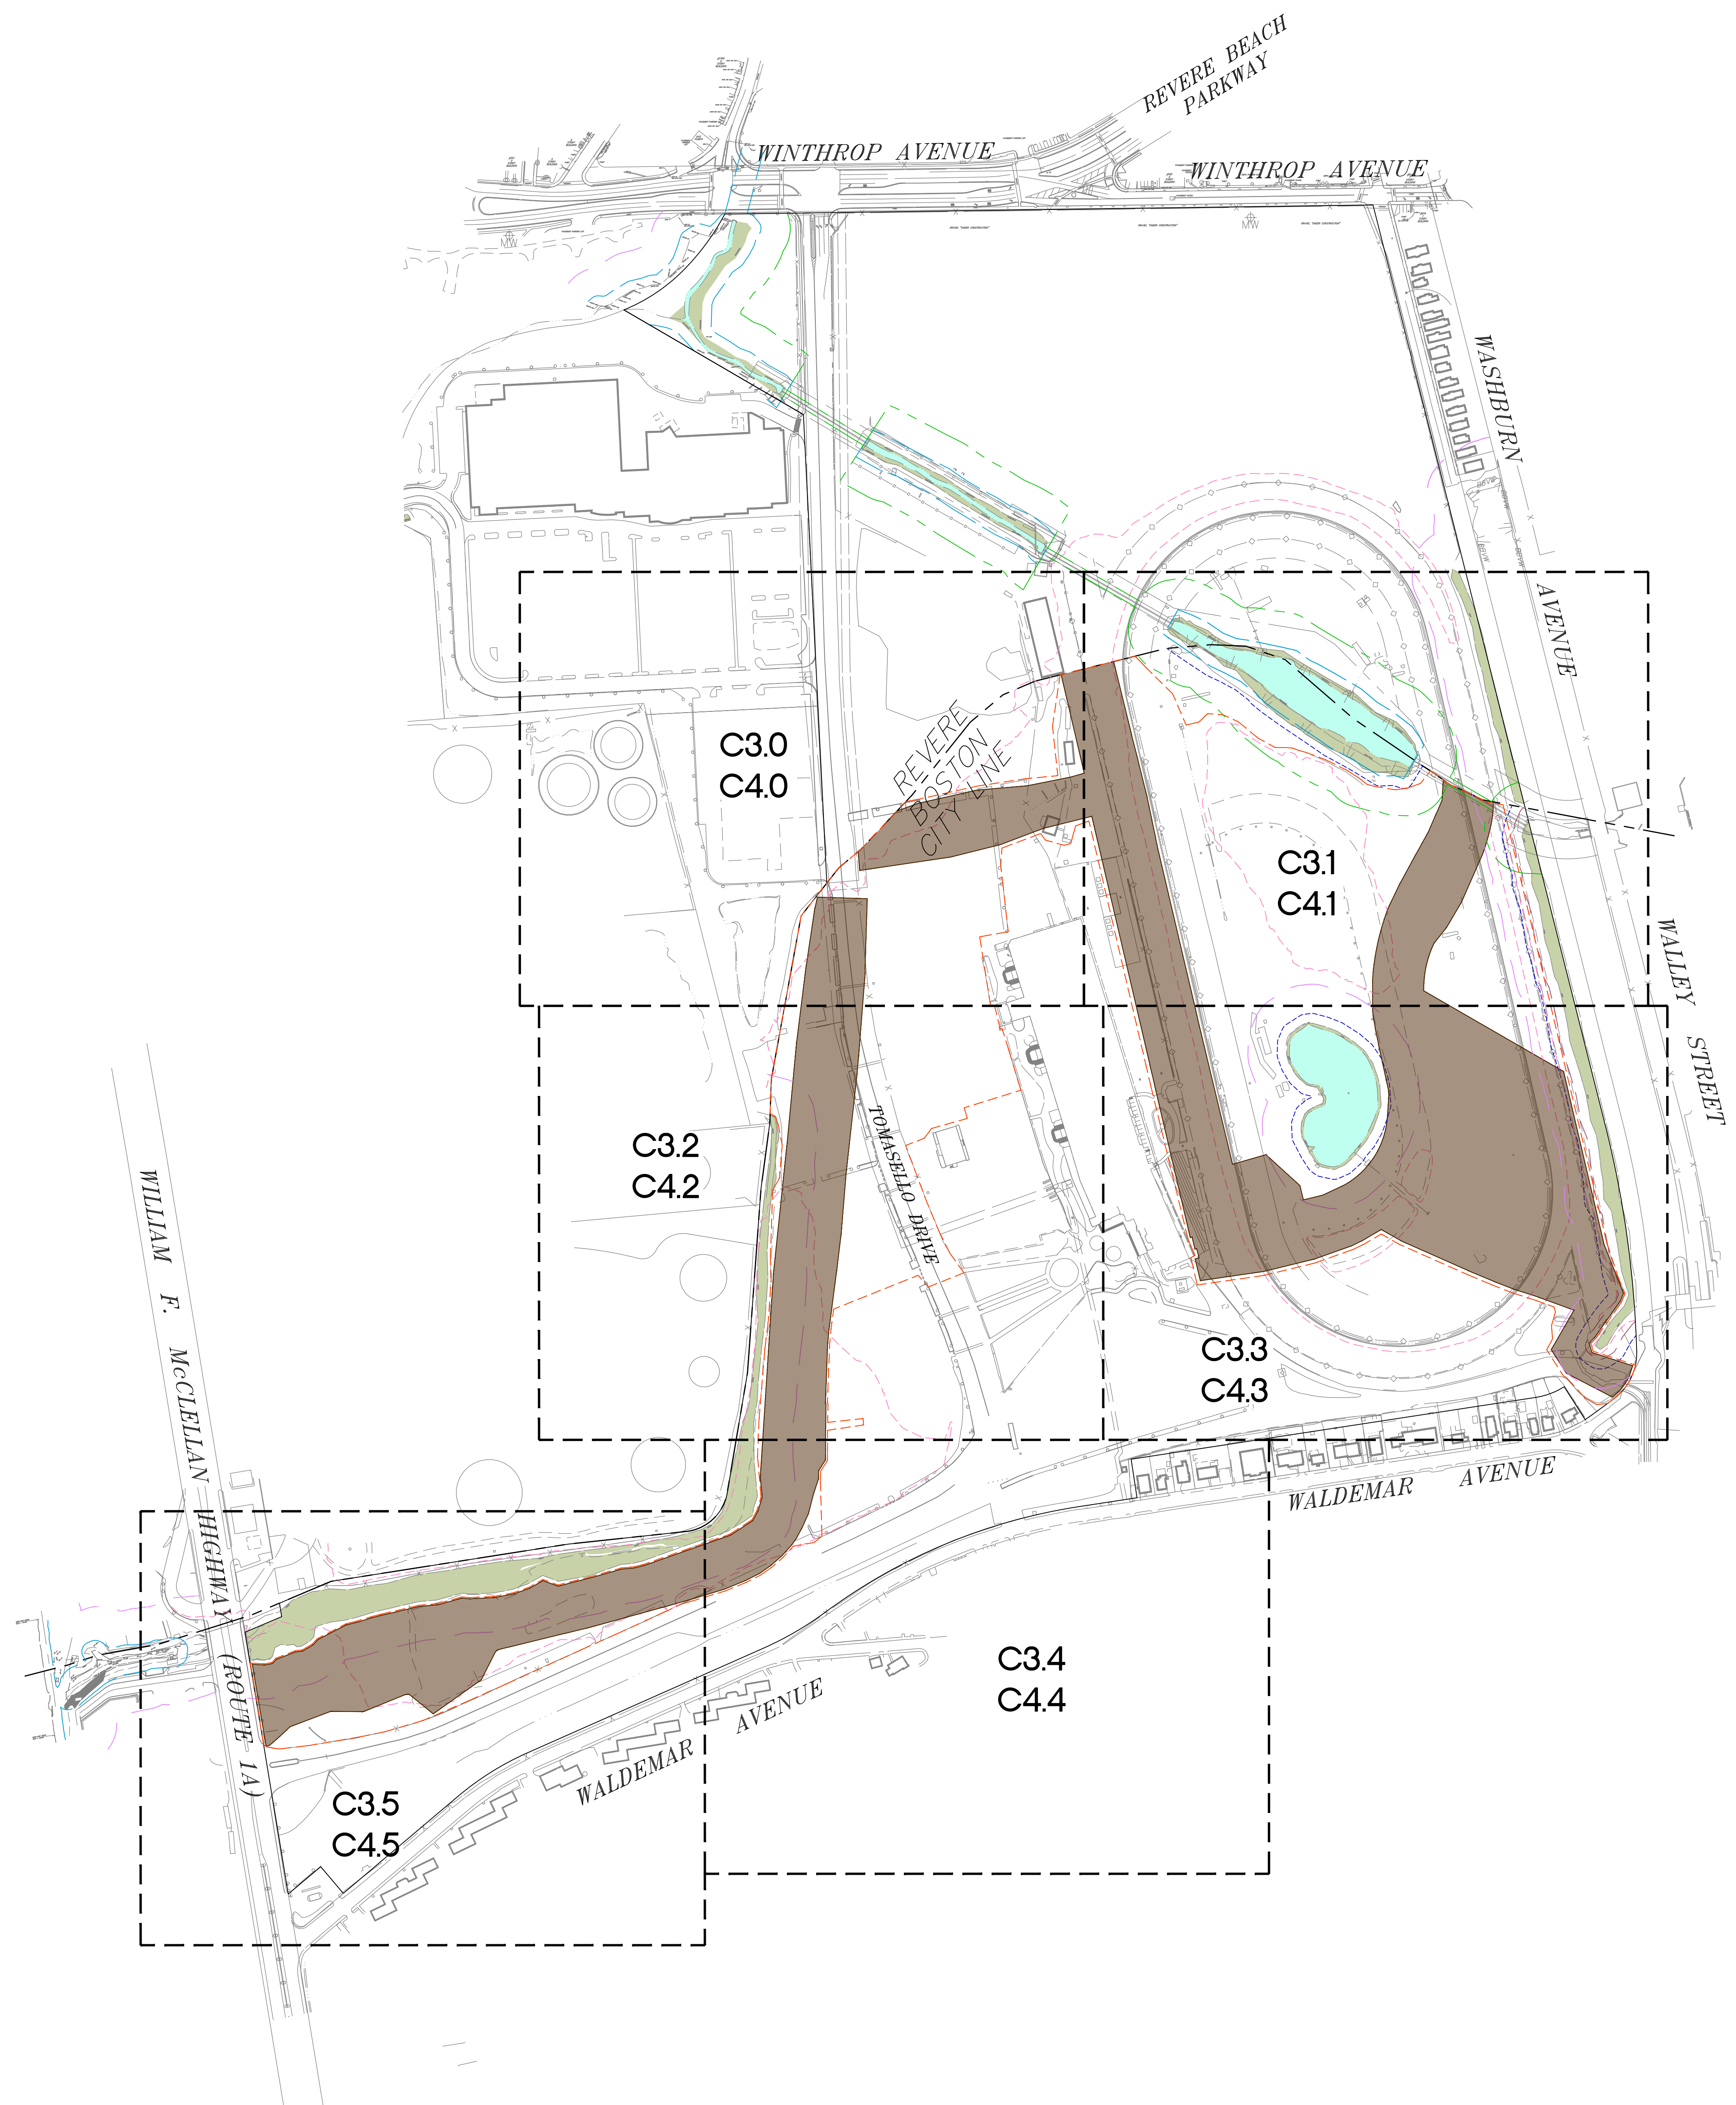 REVERE BEACH
PARKWAY
WINTHROP AVENUE
WINTHROP AVENUE
MW
MW
WASHBURN
AVENUE
C3.0
C4.0
REVERE
BOSTON
CITY LINE
C3.1
C4.1
WALLEY
STREET
C3.2
C4.2
TOMASELLO DRIVE
WILLIAM F. McCLELLAN HIGHWAY (ROUTE 1A)
C3.3
C4.3
WALDEMAR AVENUE
C3.4
C4.4
WALDEMAR AVENUE
C3.5
C4.5